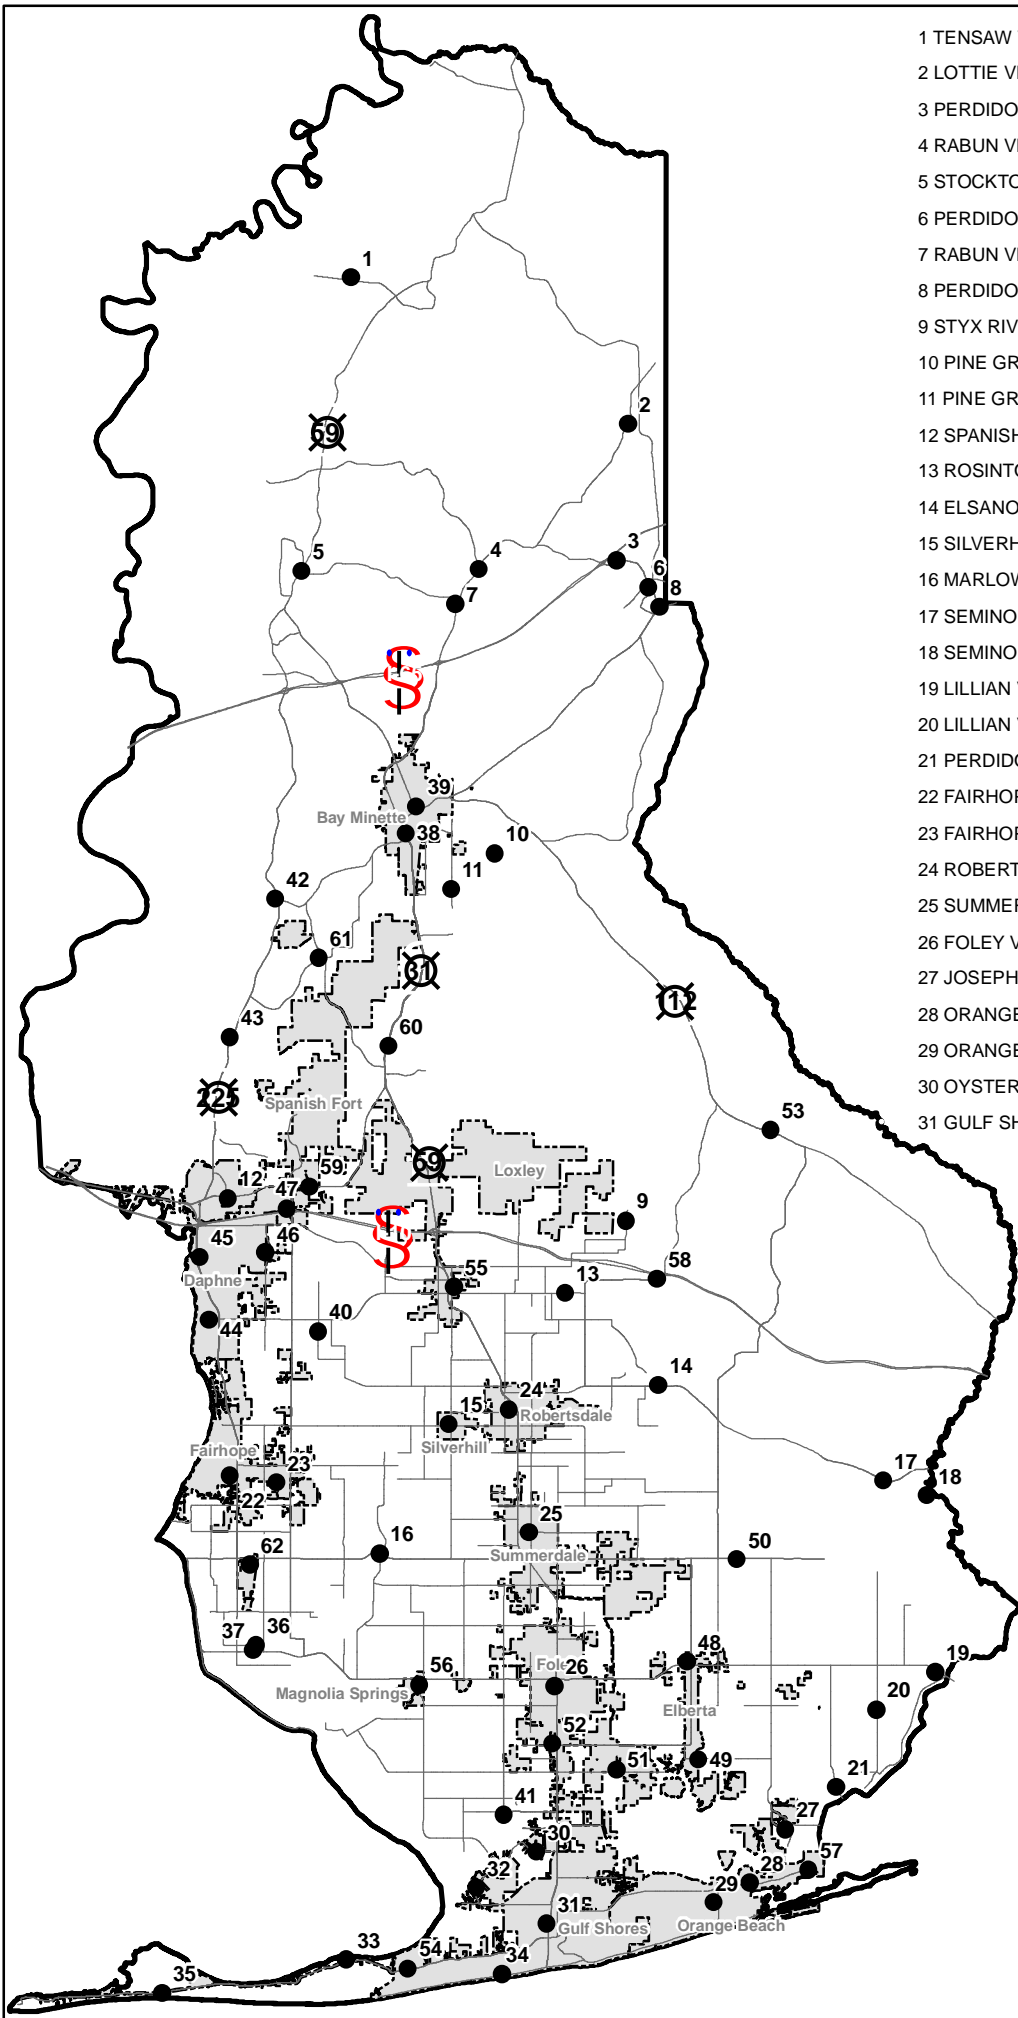 1 TENSAW
2 LOTTIE
3 PERDIDO
4 RABUN
5 STOCKTO
6 PERDIDO
7 RABUN
8 PERDIDO
9 STYX RIV
10 PINE GR
11 PINE GR
12 SPANISH
13 ROSINTO
14 ELSANO
15 SILVERH
16 MARLOW
17 SEMINO
18 SEMINO
19 LILLIAN
20 LILLIAN
21 PERDIDO
22 FAIRHOP
23 FAIRHOP
24 ROBERT
25 SUMMER
26 FOLEY V
27 JOSEPH
28 ORANGE
29 ORANGE
30 OYSTER
31 GULF SH
1
2
59
3
4
5
6
7
8
39
Bay Minette
38
10
11
42
61
31
112
43
60
225
Spanish Fort
53
59
Loxley
59
12
47
9
45
46
58
Daphne
55
13
44
40
14
24
15
Robertsdale
Silverhill
Fairhope
23
17
18
22
25
16
62
Summerdale
50
37
36
48
19
56
26
Magnolia Springs
20
Elberta
52
51
49
21
41
27
30
57
32
28
29
31
Gulf Shores
Orange Beach
33
54
34
35